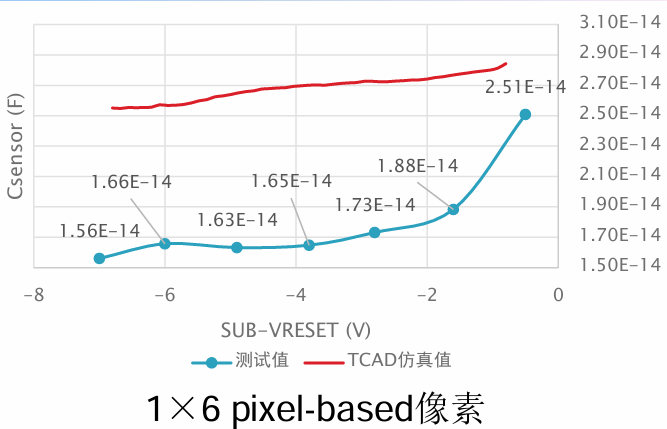 3.10E-14
2.90E-14
2.70E-14
2.51E-14
2.50E-14
2.30E-14
1.88E-14
2.10E-14
1.66E-14
1.65E-14
1.90E-14
1.73E-14
1.63E-14
1.56E-14
1.70E-14
1.50E-14
Csensor (F)
-8 -6 -4 -2 0
SUB-VRESET (V)
测试值 TCAD仿真值
1×6 pixel-based像素